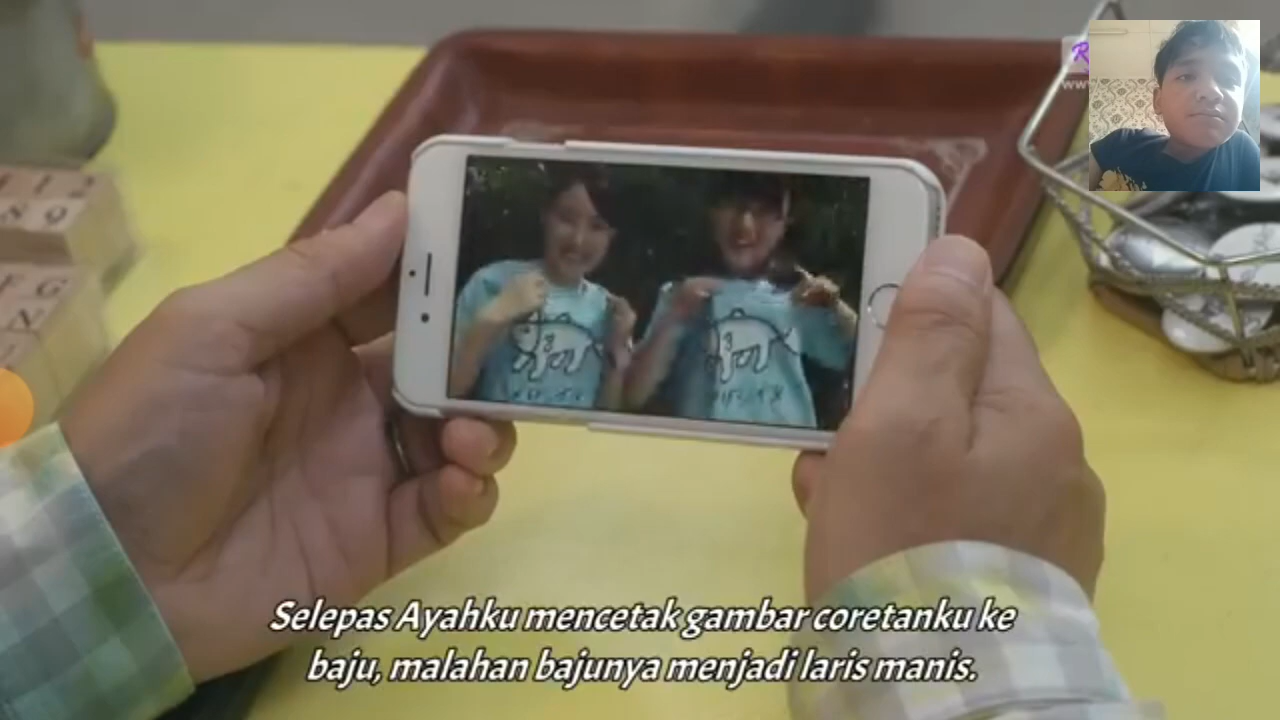 Selepas Ayahku mencetak gambar coretanku ke
baju, malahan bajunya menjadi laris manis.